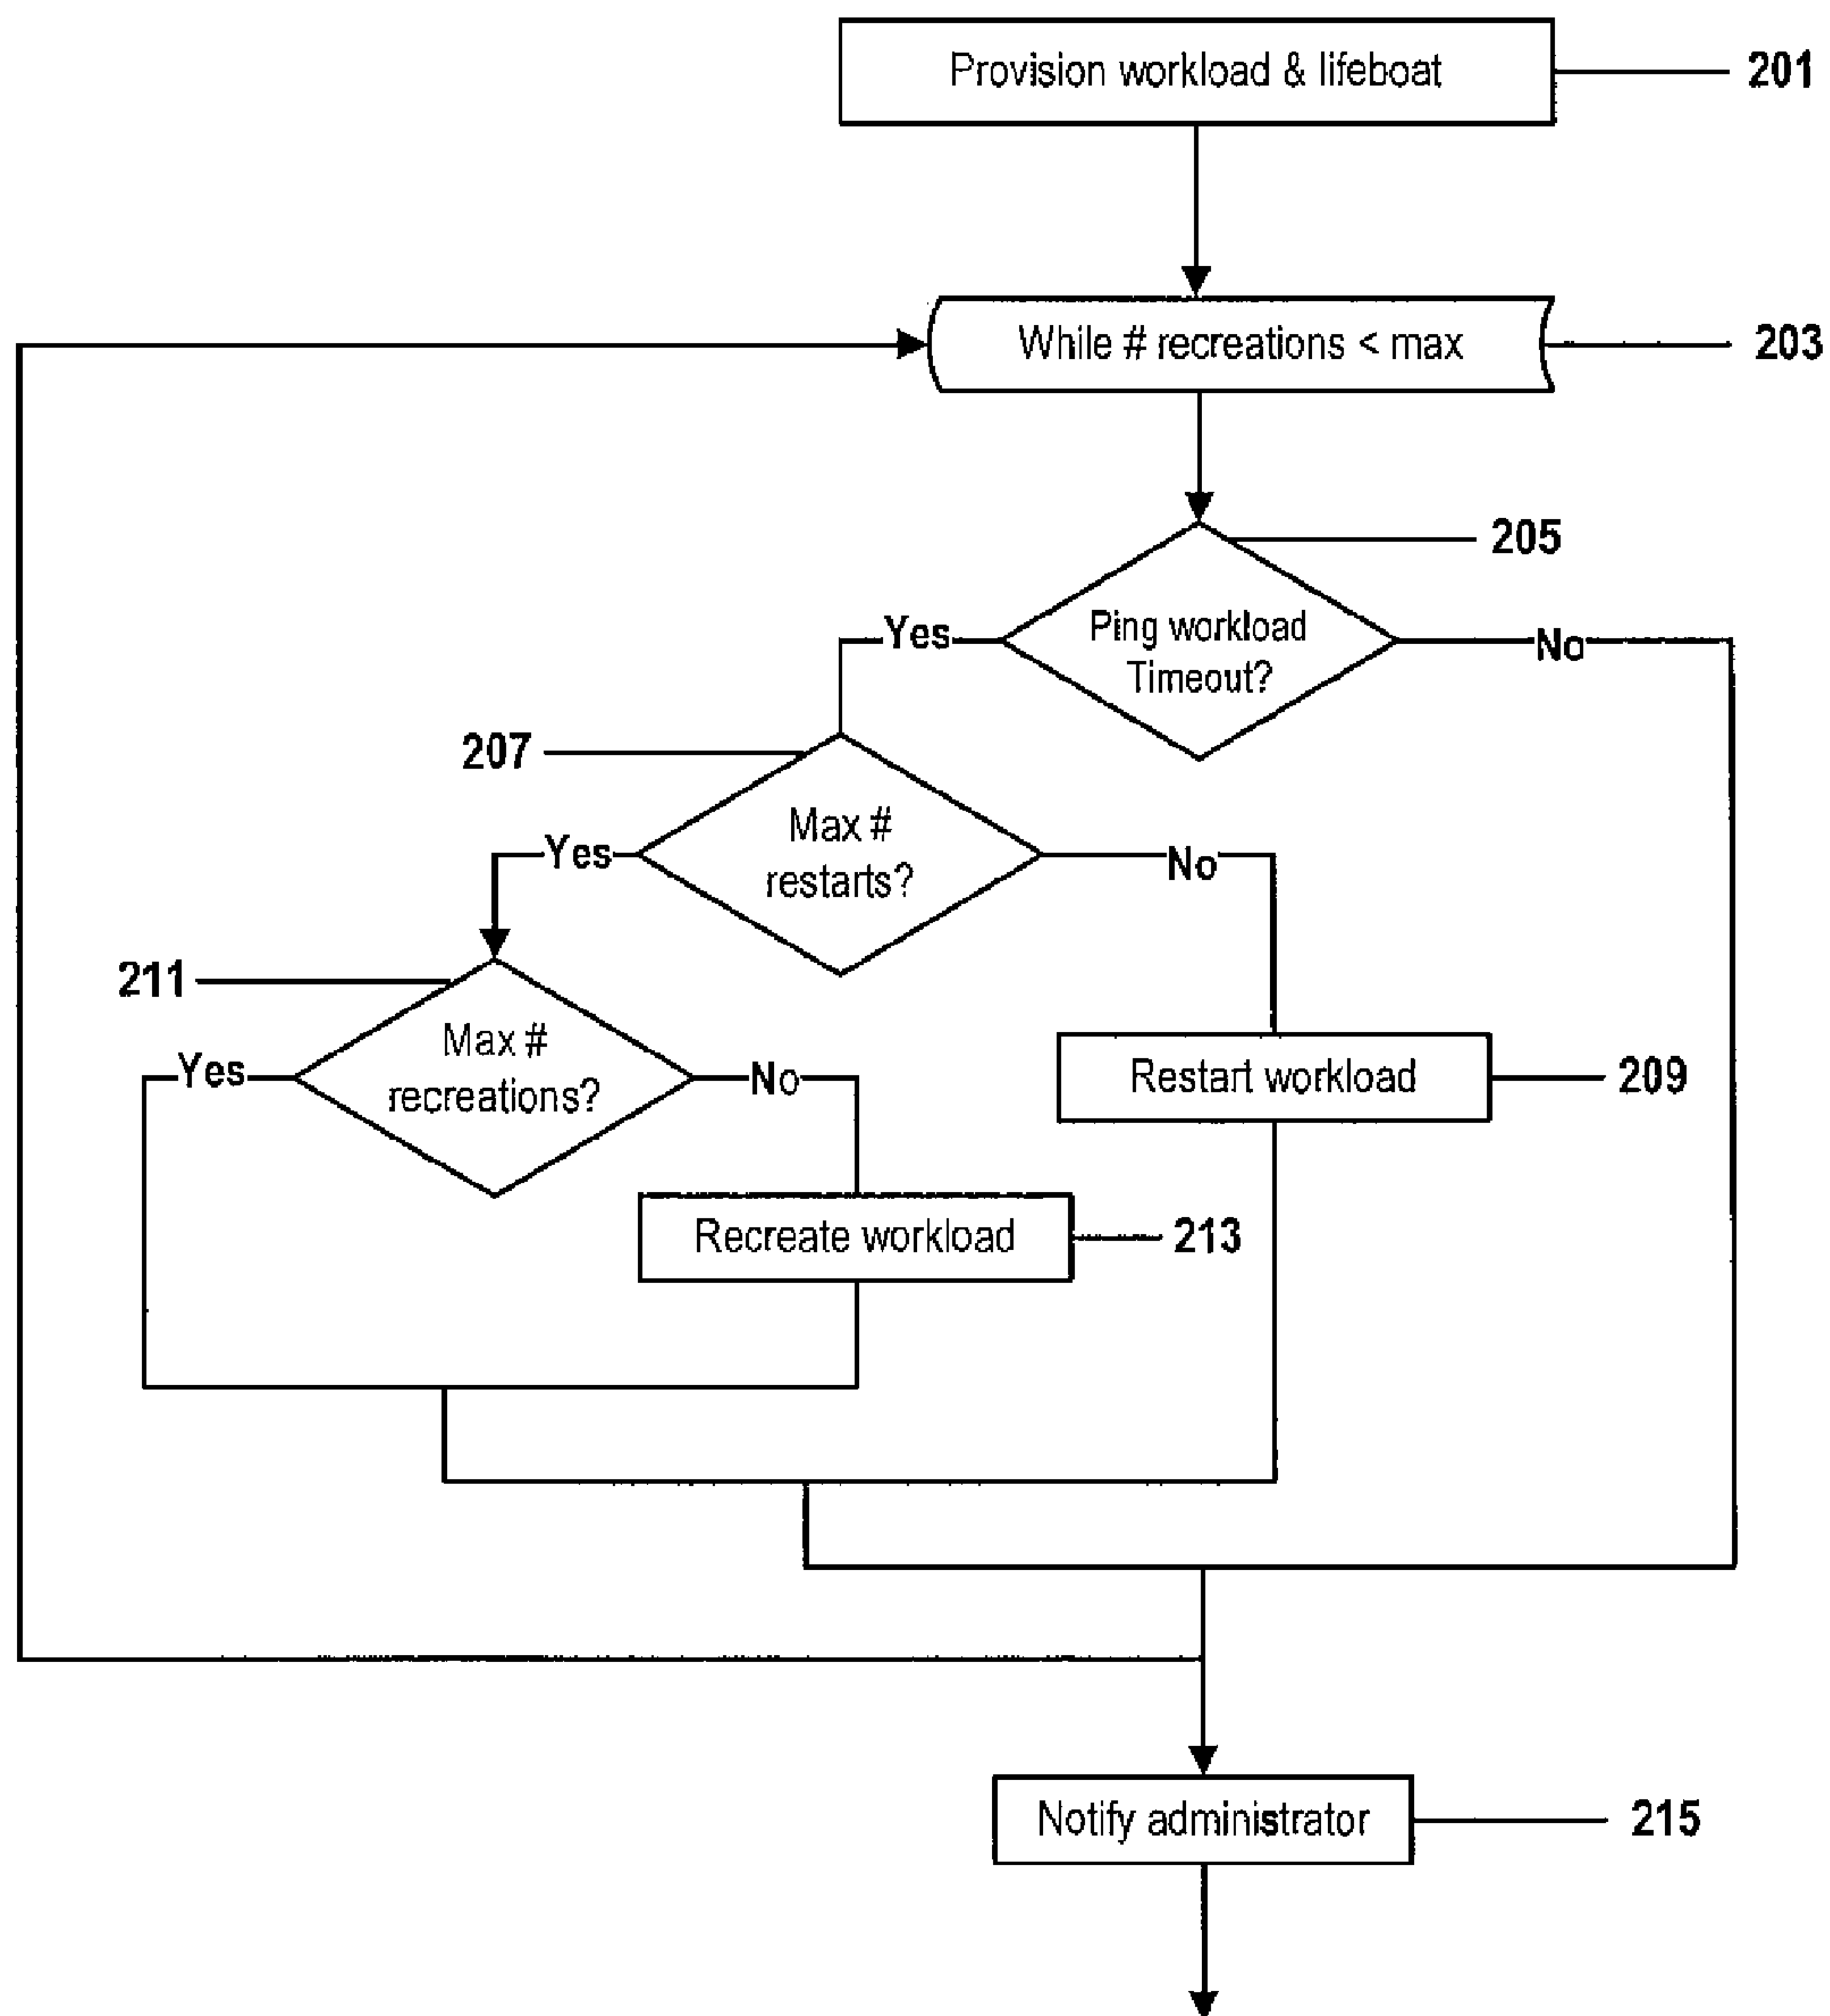 Provision workload & lifeboat
201
While # recreations < max
203
205
Ping workload
Timeout?
Yes
No
207
Max #
restarts?
Yes
No
211
Max #
recreations?
Yes
No
Restart workload
209
Recreate workload
213
Notify administrator
215